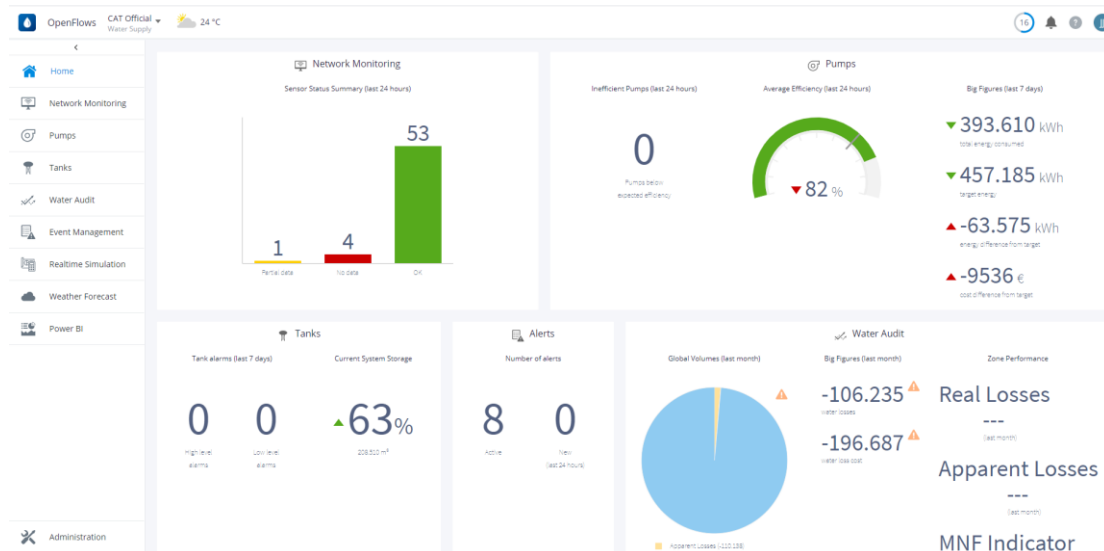 OpenFlows
CAT Official
Water Supply
24 °C
16
Home
Network Monitoring
Pumps
Tanks
Water Audit
Event Management
Realtime Simulation
Weather Forecast
Power BI
Administration
Network Monitoring
Sensor Status Summary (last 24 hours)
1
4
53
Partial data
No data
OK
Pumps
Inefficient Pumps (last 24 hours)
0
Pumps below
expected efficiency
Average Efficiency (last 24 hours)
82 %
Big Figures (last 7 days)
393.610 kWh
total energy consumed
457.185 kWh
target energy
-63.575 kWh
energy difference from target
-9536 €
cost difference from target
Tanks
Tank alarms (last 7 days)
0
High level
alarms
0
Low level
alarms
Current System Storage
63%
Alerts
Number of alerts
8
Active
0
New
(last 24 hours)
Water Audit
Global Volumes (last month)
Apparent Losses
Big Figures (last month)
-106.235
water losses
-196.687
water loss cost
Zone Performance
Real Losses
---
(last month)
Apparent Losses
---
(last month)
MNF Indicator